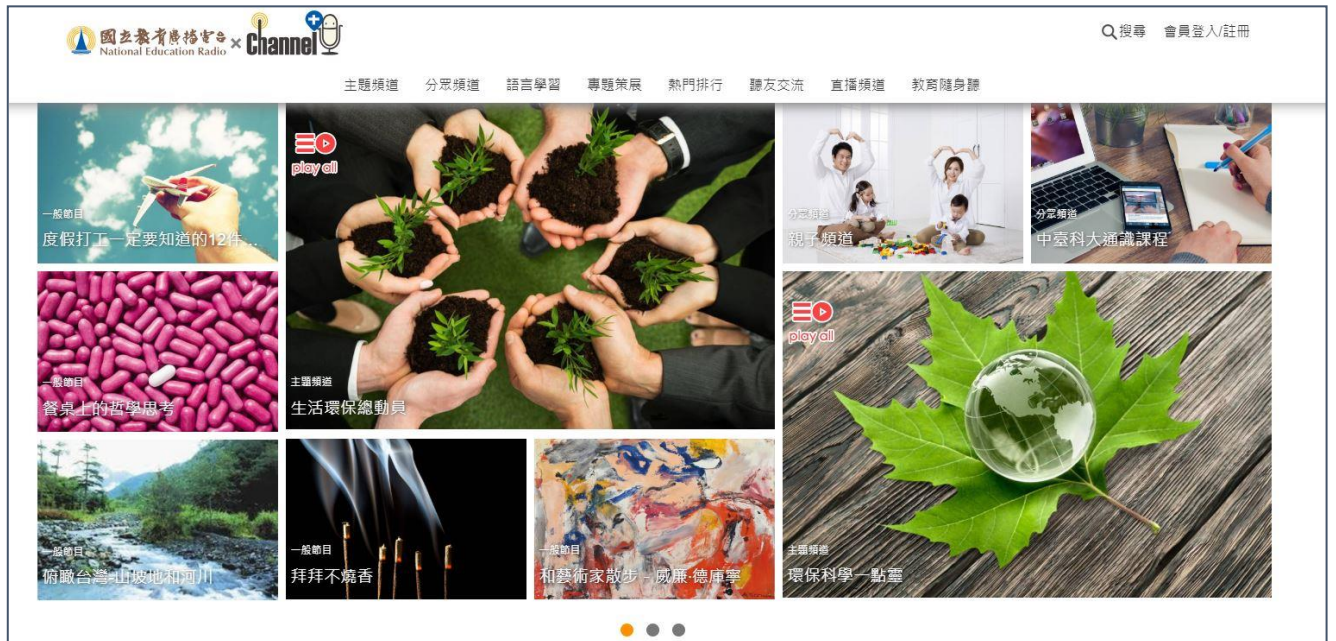 國立教育廣播電台
National Education Radio
×
Channel+
搜尋
會員登入/註冊
主題頻道
分眾頻道
語言學習
專題策展
熱門排行
聽友交流
直播頻道
教育隨身聽
一般節目
度假打工一定要知道的12件...
play all
主題頻道
生活環保總動員
分眾頻道
親子頻道
分眾頻道
中臺科大通識課程
一般節目
餐桌上的哲學思考
play all
主題頻道
環保科學一點靈
一般節目
俯瞰台灣-山坡地和河川
一般節目
拜拜不燒香
一般節目
和藝術家散步 - 威廉·德庫寧